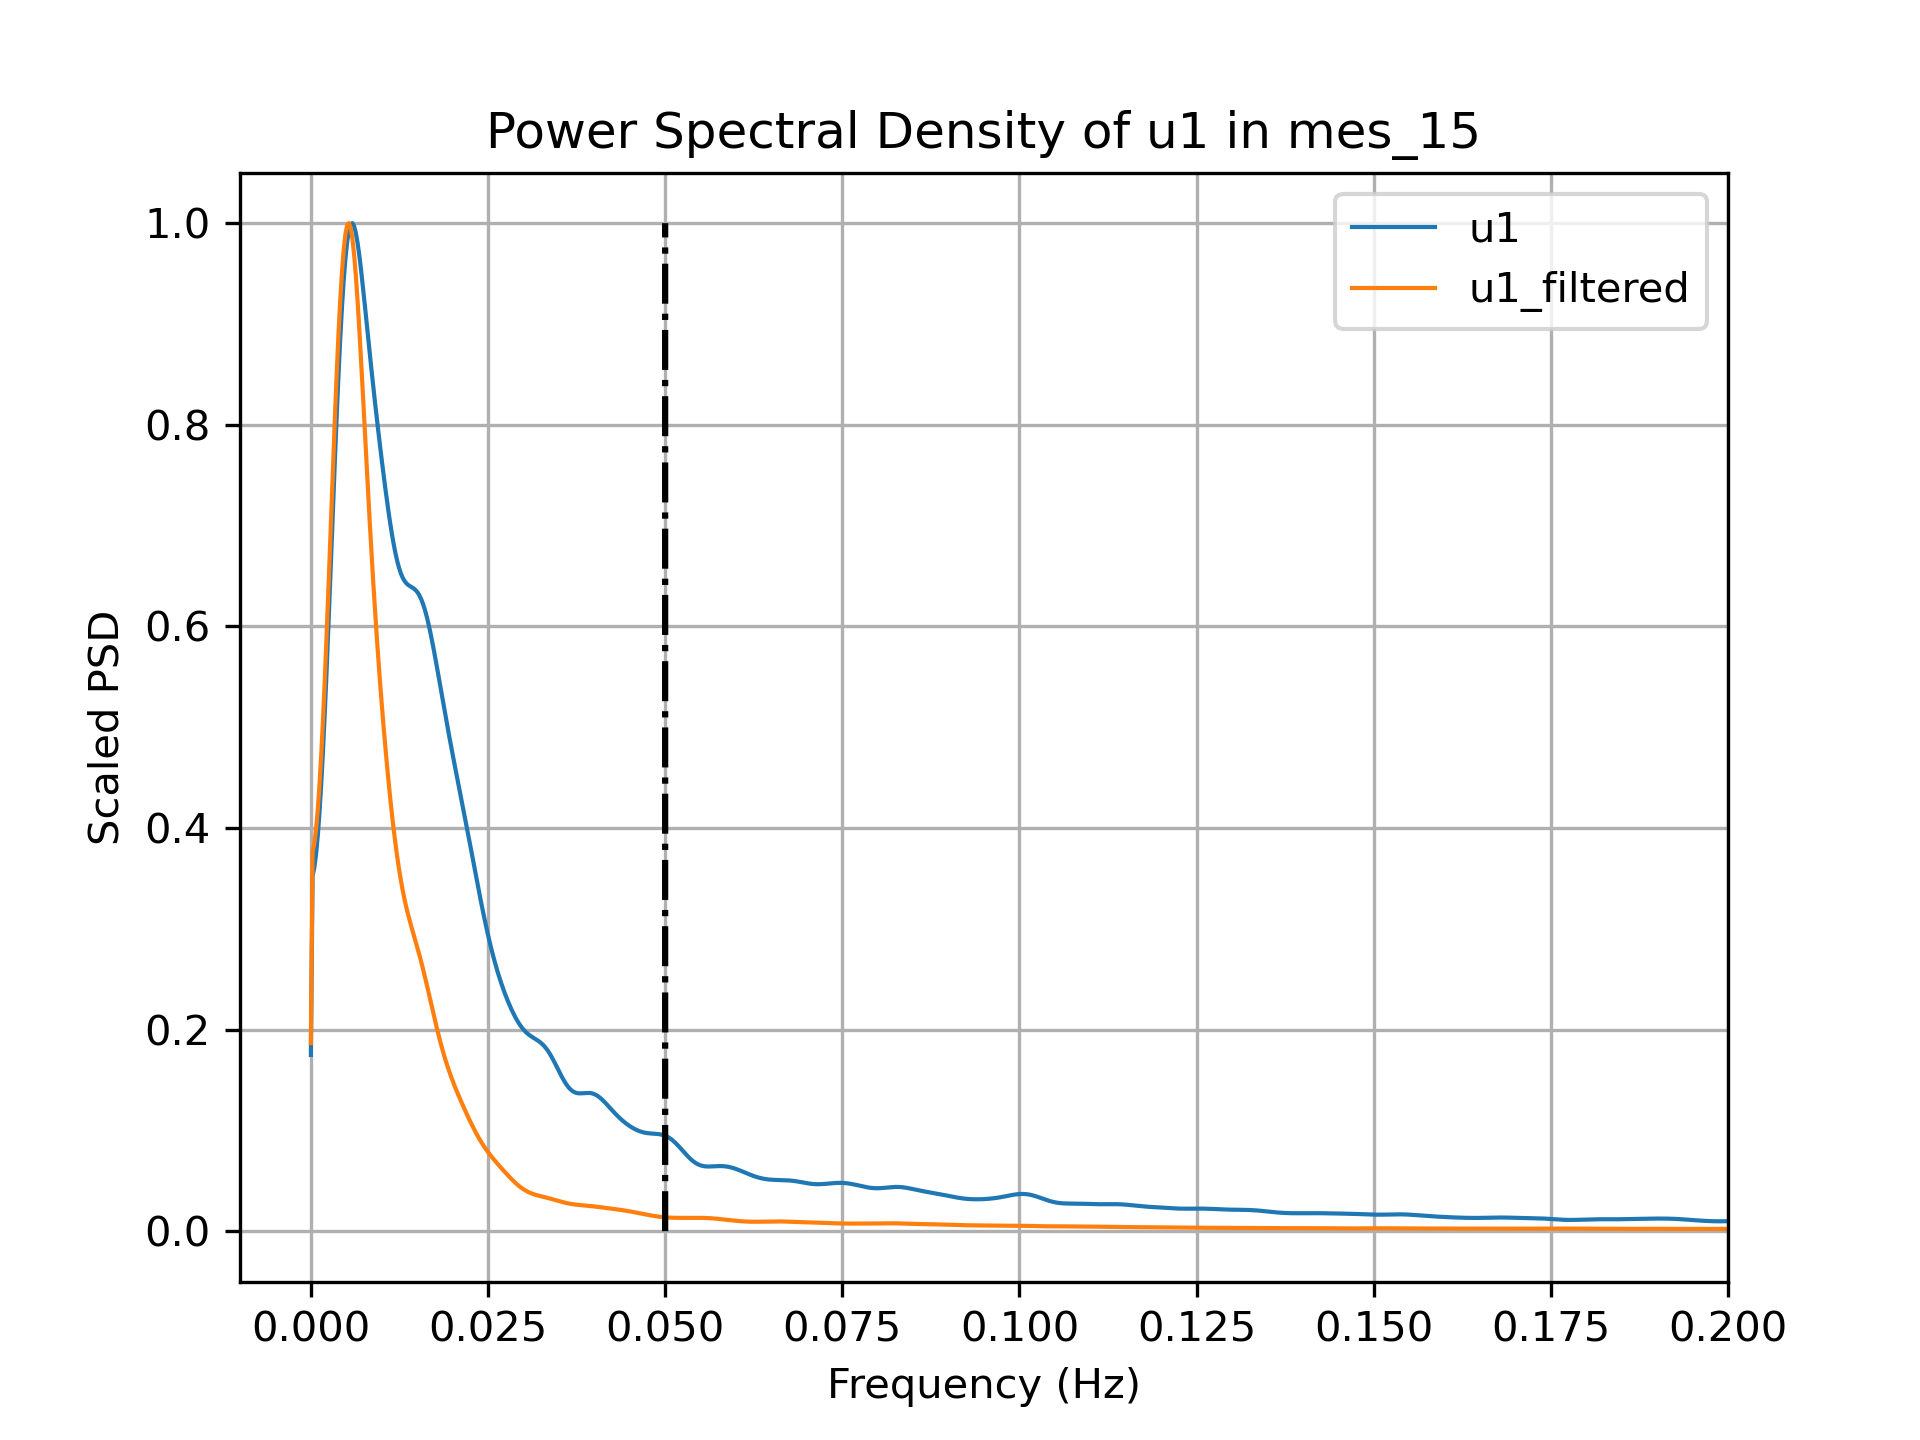 Power Spectral Density of u1 in mes_15
u1
u1_filtered
1.0
0.8
0.6
0.4
0.2
0.0
Scaled PSD
0.000 0.025 0.050 0.075 0.100 0.125 0.150 0.175 0.200
Frequency (Hz)